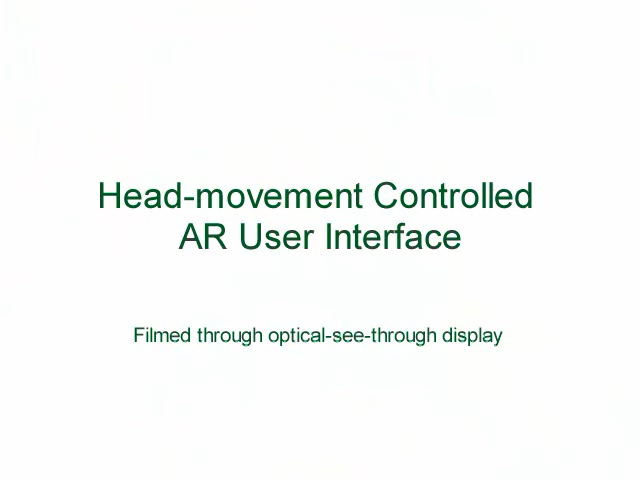 Head-movement Controlled
AR User Interface
Filmed through optical-see-through display